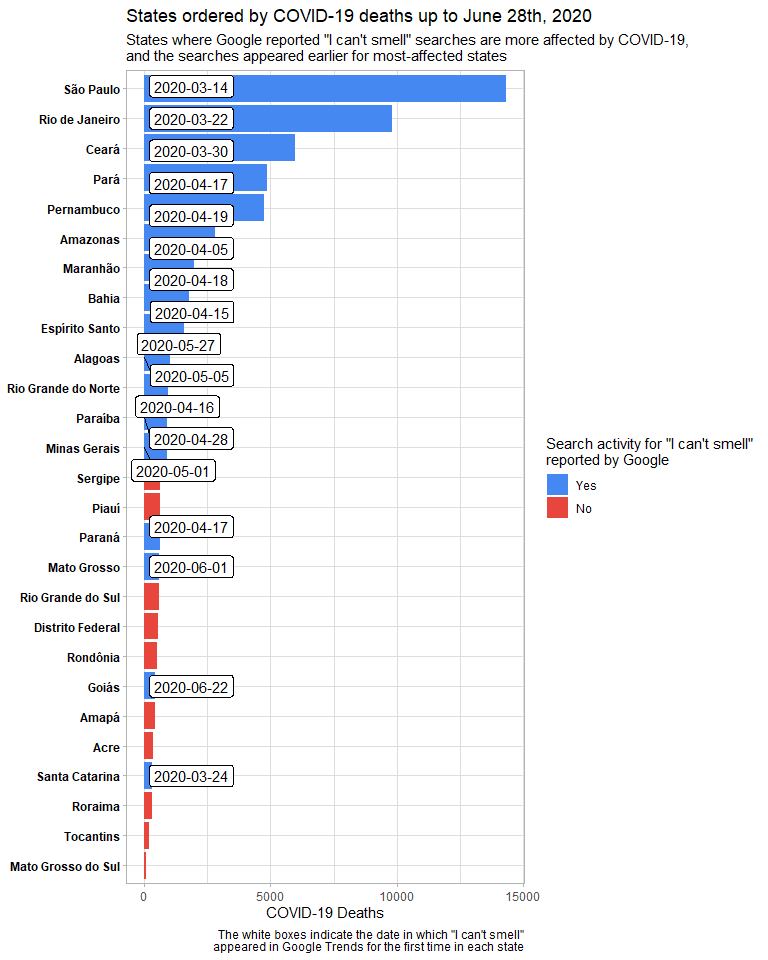 States ordered by COVID-19 deaths up to June 28th, 2020
States where Google reported "I can't smell" searches are more affected by COVID-19,
and the searches appeared earlier for most-affected states
São Paulo
2020-03-14
Rio de Janeiro
2020-03-22
Ceará
2020-03-30
Pará
2020-04-17
Pernambuco
2020-04-19
Amazonas
2020-04-05
Maranhão
2020-04-18
Bahia
2020-04-15
Espírito Santo
2020-05-27
Alagoas
2020-05-05
Rio Grande do Norte
2020-04-16
Paraíba
2020-04-28
Minas Gerais
2020-05-01
Sergipe
Piauí
2020-04-17
Paraná
Mato Grosso
2020-06-01
Rio Grande do Sul
Distrito Federal
Rondônia
Goiás
2020-06-22
Amapá
Acre
Santa Catarina
2020-03-24
Roraima
Tocantins
Mato Grosso do Sul
0
5000
10000
15000
COVID-19 Deaths
The white boxes indicate the date in which "I can't smell"
appeared in Google Trends for the first time in each state
Search activity for "I can't smell"
reported by Google
Yes
No